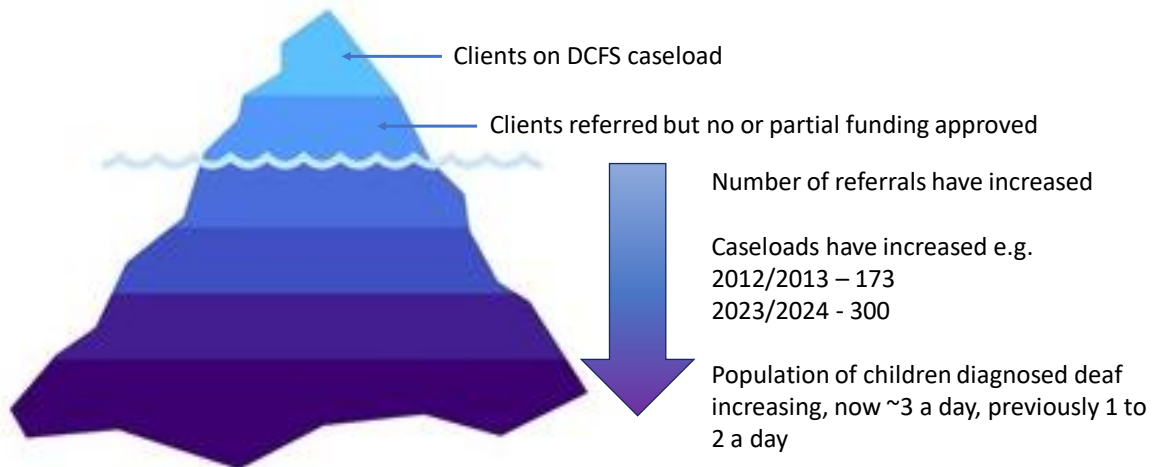 Clients on DCFS caseload
Clients referred but no or partial funding approved
Number of referrals have increased
Caseloads have increased e.g.
2012/2013 – 173
2023/2024 - 300
Population of children diagnosed deaf
increasing, now ~3 a day, previously 1 to
2 a day